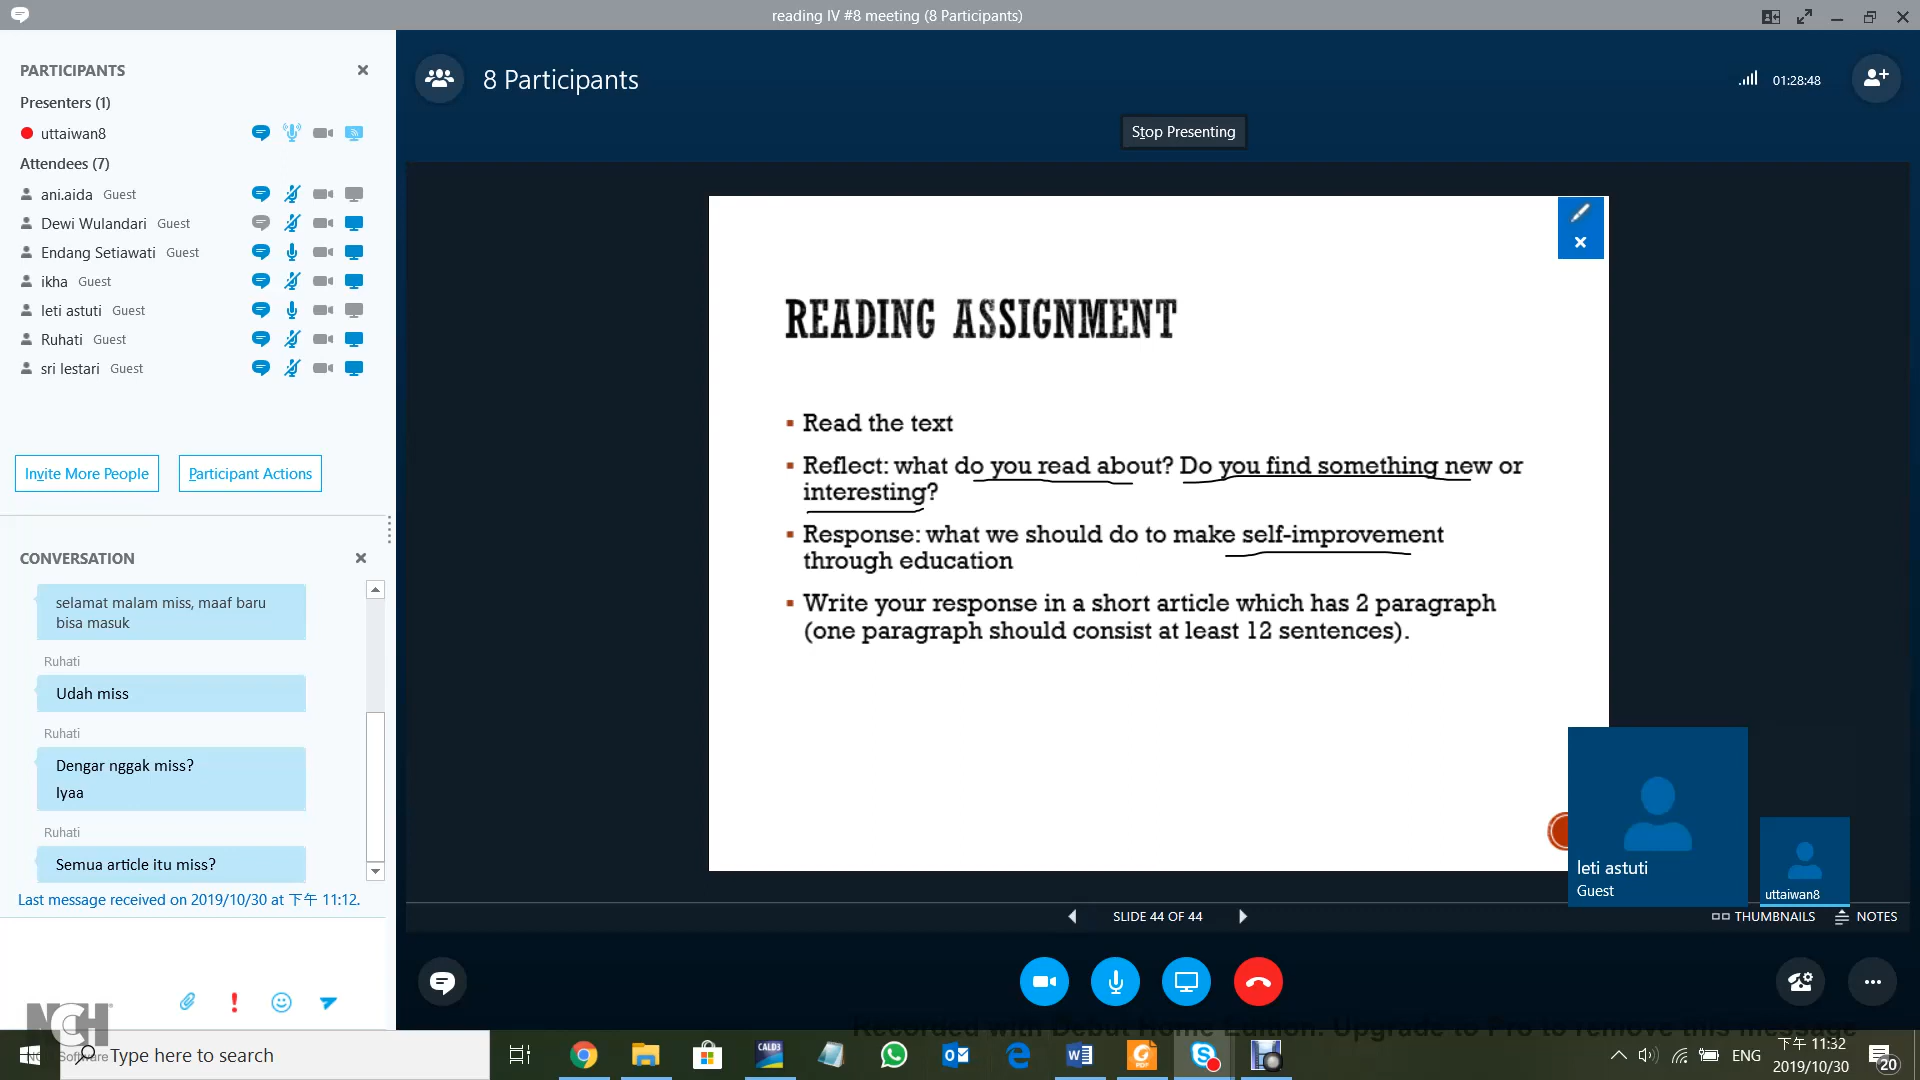 reading IV #8 meeting (8 Participants)
PARTICIPANTS
Presenters (1)
uttaiwan8
Attendees (7)
ani.aida Guest
Dewi Wulandari Guest
Endang Setiawati Guest
ikha Guest
leti astuti Guest
Ruhati Guest
sri lestari Guest
Invite More People
Participant Actions
CONVERSATION
selamat malam miss, maaf baru
bisa masuk
Ruhati
Udah miss
Ruhati
Dengar nggak miss?
Iyaa
Ruhati
Semua article itu miss?
Last message received on 2019/10/30 at 下午 11:12.
8 Participants
01:28:48
Stop Presenting
READING ASSIGNMENT
Read the text
Reflect: what do you read about? Do you find something new or
interesting?
Response: what we should do to make self-improvement
through education
Write your response in a short article which has 2 paragraph
(one paragraph should consist at least 12 sentences).
leti astuti
Guest
uttaiwan8
SLIDE 44 OF 44
THUMBNAILS
NOTES
Recorded with Debut Home Edition. Upgrade to Pro to remove this message
NCH
NCH Software
Type here to search
CALD3
PDF
ENG
下午 11:32
2019/10/30
20